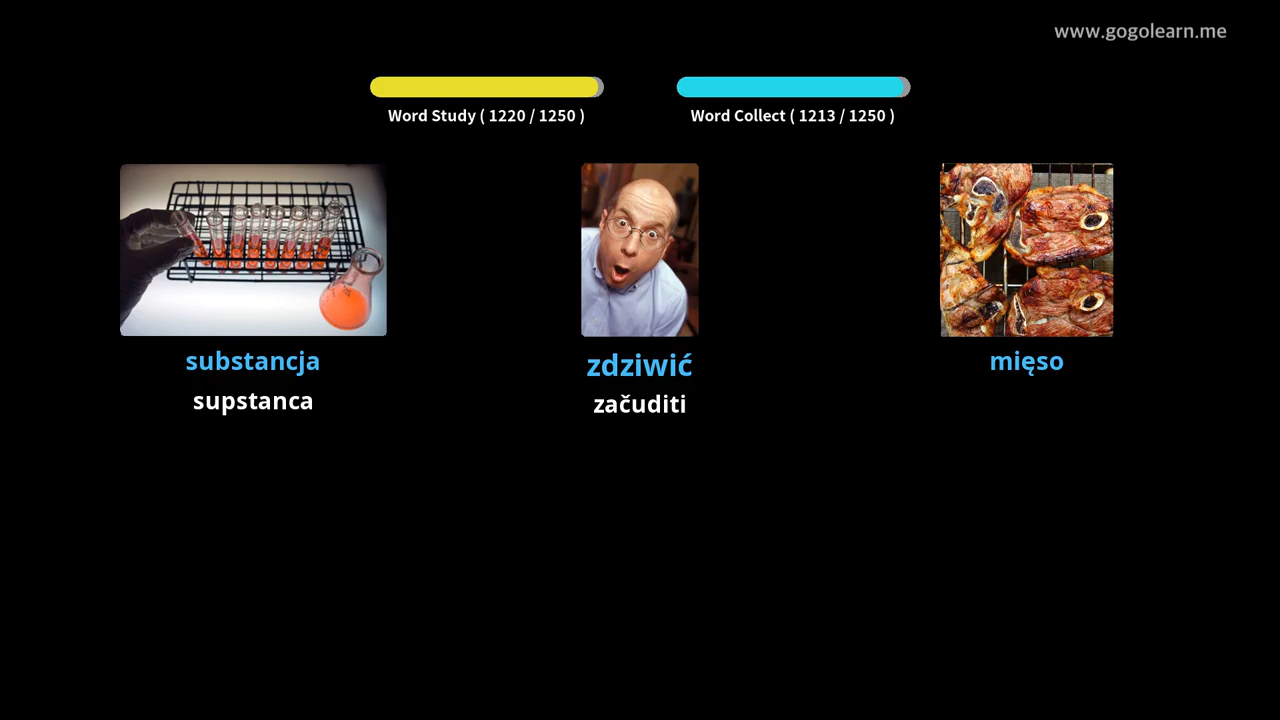 www.gogolearn.me
Word Study ( 1220 / 1250 )
Word Collect ( 1213 / 1250 )
substancja
zdziwić
mięso
supstanca
začuditi